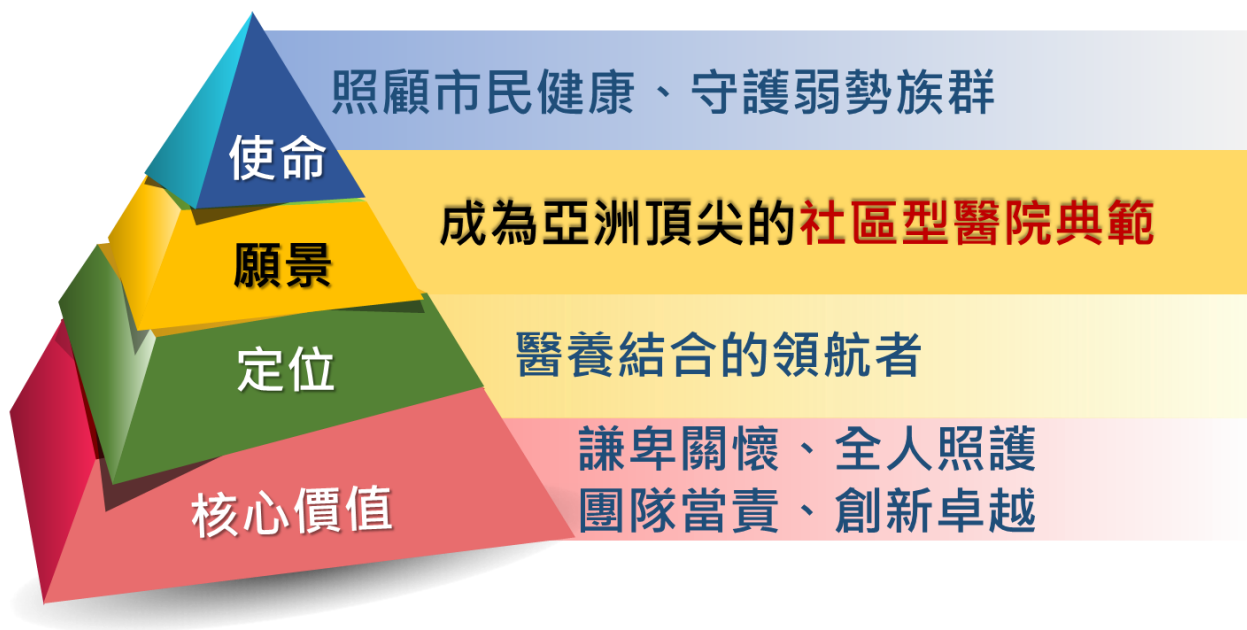 使命
照顧市民健康、守護弱勢族群
願景
成為亞洲頂尖的社區型醫院典範
定位
醫養結合的領航者
核心價值
謙卑關懷、全人照護
團隊當責、創新卓越